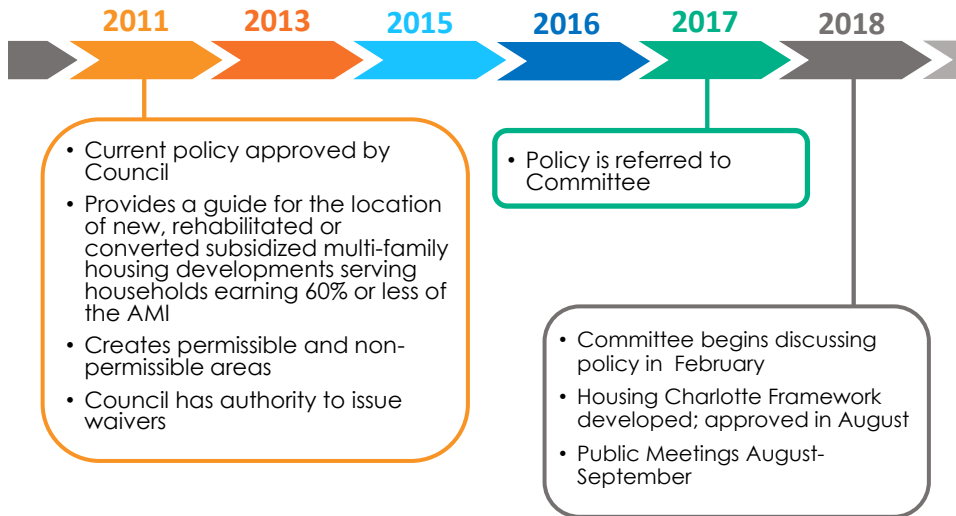 2011 2013 2015 2016 2017 2018
• Current policy approved by
Council
• Provides a guide for the location
of new, rehabilitated or
converted subsidized multi-family
housing developments serving
households earning 60% or less of
the AMI
• Creates permissible and non-
permissible areas
• Council has authority to issue
waivers
• Policy is referred to
Committee
• Committee begins discussing
policy in  February
• Housing Charlotte Framework
developed; approved in August
• Public Meetings August-
September